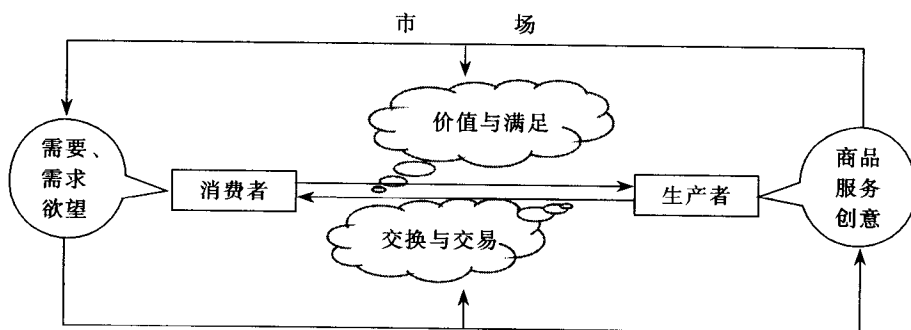 市 场
价值与满足
需要、
需求
欲望
消费者
生产者
商品
服务
创意
交换与交易